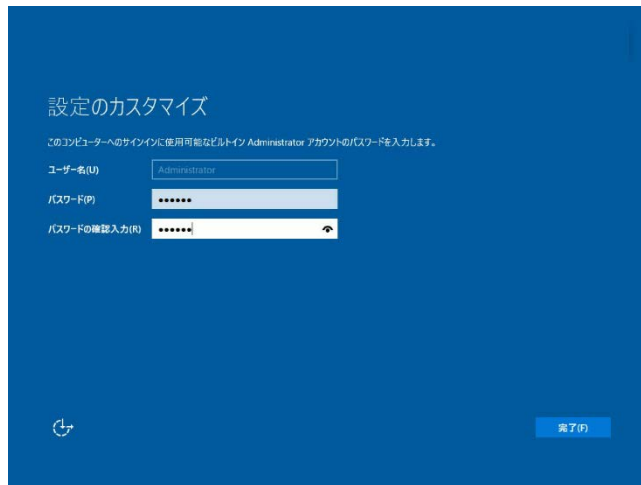 設定のカスタマイズ
このコンピューターへのサインインに使用可能なビルトイン Administrator アカウントのパスワードを入力します。
ユーザー名(U) Administrator
パスワード(P) ●●●●●●
パスワードの確認入力(R) ●●●●●●
完了(F)